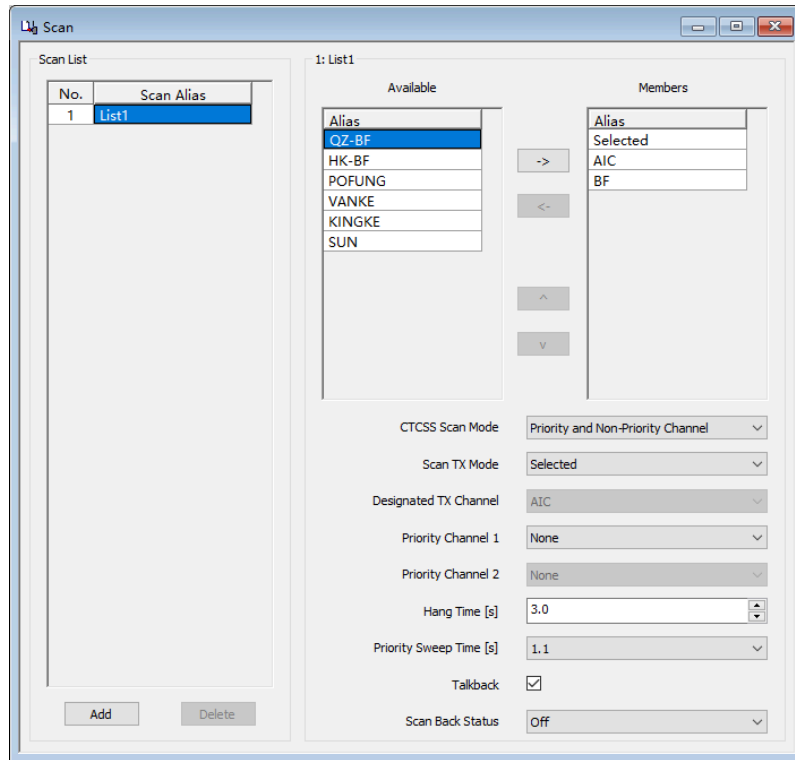 Scan
Scan List
No. Scan Alias
1 List1
Add Delete
1: List1
Available Members
Alias
QZ-BF
HK-BF
POFUNG
VANKE
KINGKE
SUN
->
<-
^
v
Alias
Selected
AIC
BF
CTCSS Scan Mode Priority and Non-Priority Channel
Scan TX Mode Selected
Designated TX Channel AIC
Priority Channel 1 None
Priority Channel 2 None
Hang Time [s] 3.0
Priority Sweep Time [s] 1.1
Talkback
Scan Back Status Off